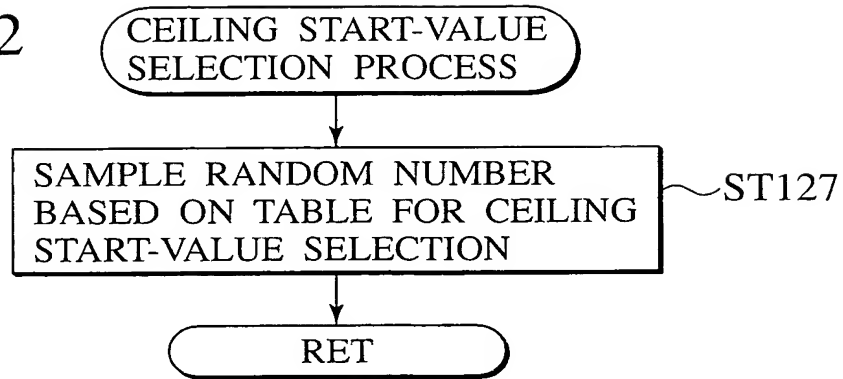 2
CEILING START-VALUE
SELECTION PROCESS
SAMPLE RANDOM NUMBER
BASED ON TABLE FOR CEILING
START-VALUE SELECTION
ST127
RET